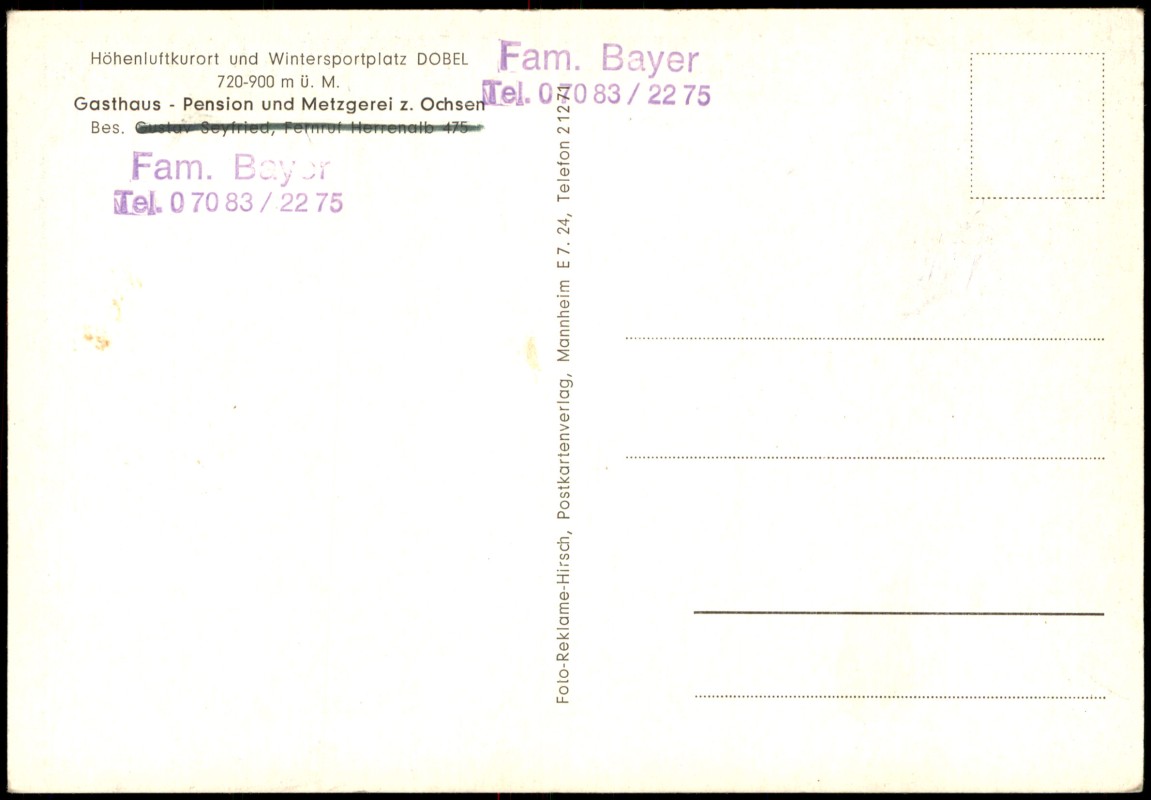 Höhenluftkurort und Wintersportplatz DOBEL
720-900 m ü. M.
Gasthaus - Pension und Metzgerei z. Ochsen
Bes. Gustav Seyfried, Fernruf Herrenalb 475
Fam. Bayer
Tel. 0 70 83 / 22 75
Fam. Bayer
Tel. 0 70 83 / 22 75
Foto-Reklame-Hirsch, Postkartenverlag, Mannheim E 7. 24, Telefon 212-71